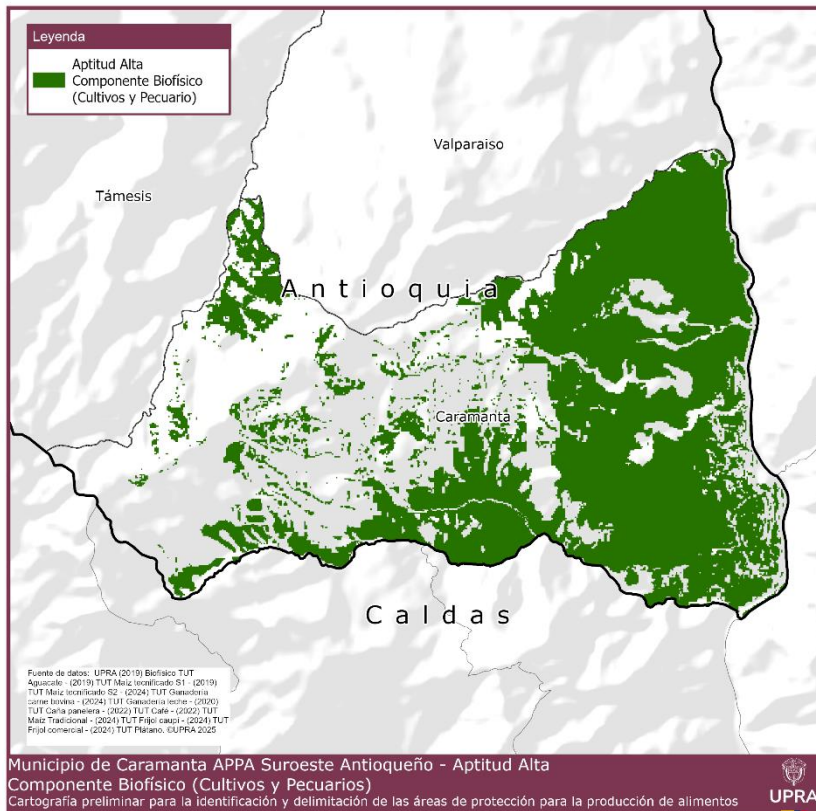 Leyenda
Aptitud Alta
Componente Biofísico
(Cultivos y Pecuario)
Valparaiso
Támesis
Antioquia
Caramanta
Caldas
Fuente de datos: UPRA (2019) Biofísico TUT
Aguacate - (2019) TUT Maíz tecnificado S1 - (2019)
TUT Maíz tecnificado S2 - (2024) TUT Ganadería
carne bovina - (2024) TUT Ganadería leche - (2020)
TUT Caña panelera - (2022) TUT Café - (2022) TUT
Maíz Tradicional - (2024) TUT Frijol caupí - (2024) TUT
Frijol comercial - (2024) TUT Plátano. ©UPRA 2025
Municipio de Caramanta APPA Suroeste Antioqueño - Aptitud Alta
Componente Biofísico (Cultivos y Pecuarios)
Cartografía preliminar para la identificación y delimitación de las áreas de protección para la producción de alimentos
UPRA